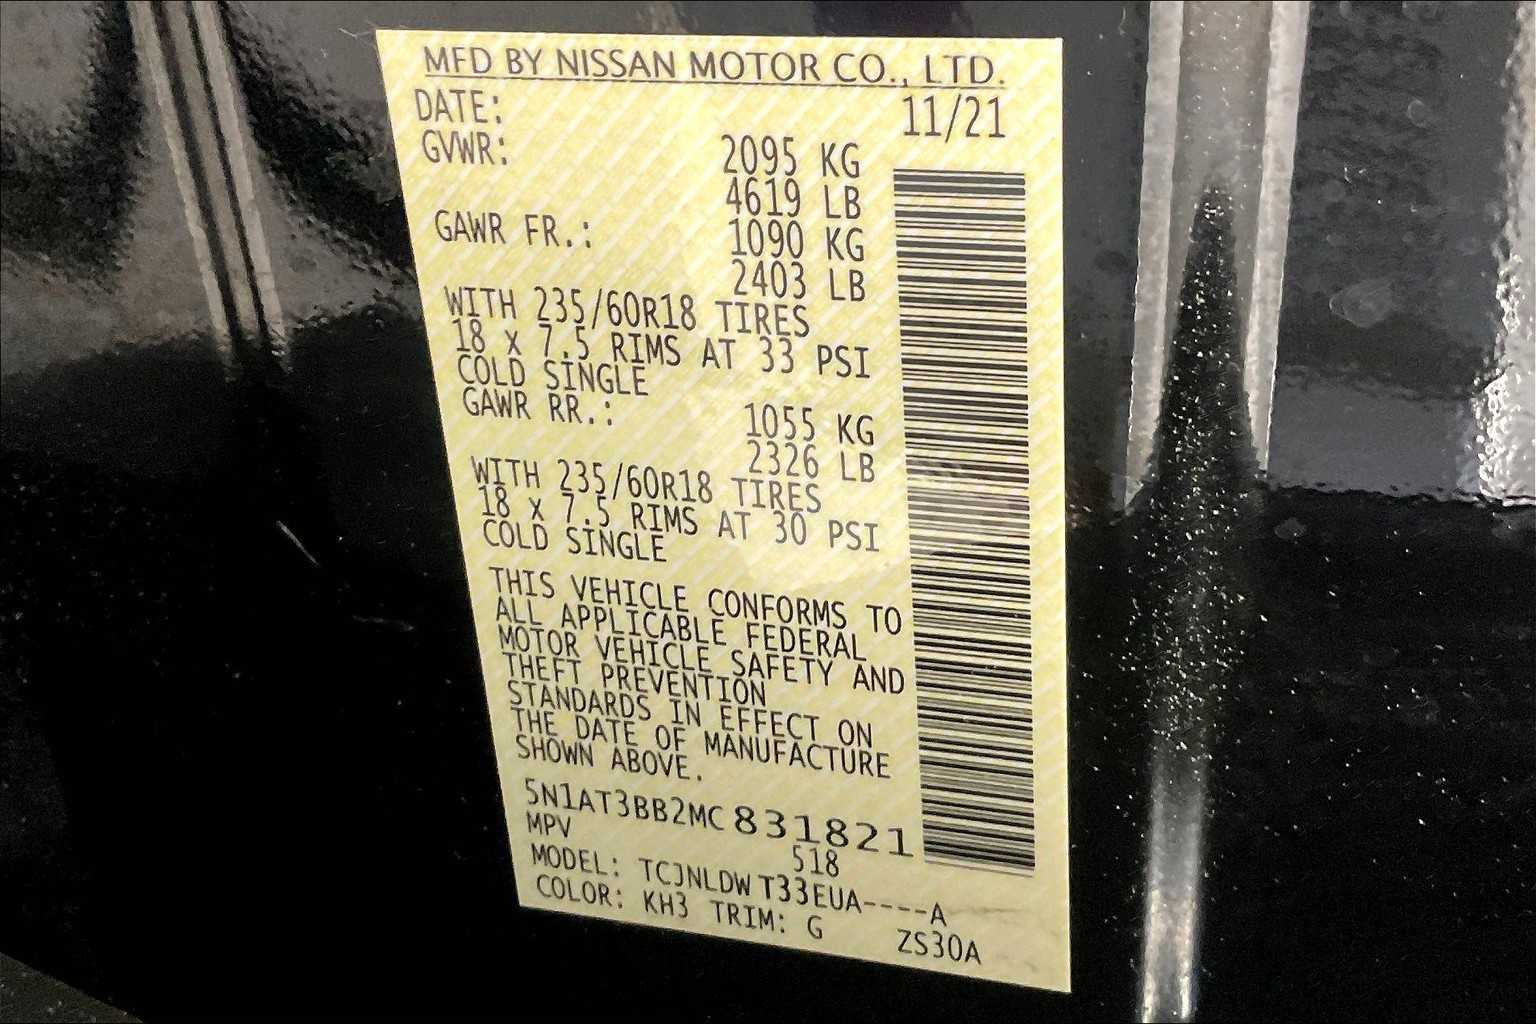 MFD BY NISSAN MOTOR CO., LTD.
DATE: 11/21
GVWR: 2095 KG
4619 LB
GAWR FR.: 1090 KG
2403 LB
WITH 235/60R18 TIRES
18 x 7.5 RIMS AT 33 PSI
COLD SINGLE
GAWR RR.: 1055 KG
2326 LB
WITH 235/60R18 TIRES
18 x 7.5 RIMS AT 30 PSI
COLD SINGLE
THIS VEHICLE CONFORMS TO
ALL APPLICABLE FEDERAL
MOTOR VEHICLE SAFETY AND
THEFT PREVENTION
STANDARDS IN EFFECT ON
THE DATE OF MANUFACTURE
SHOWN ABOVE.
5N1AT3BB2MC831821
MPV 518
MODEL: TCJNLDWT33EUA----A
COLOR: KH3 TRIM: G ZS30A